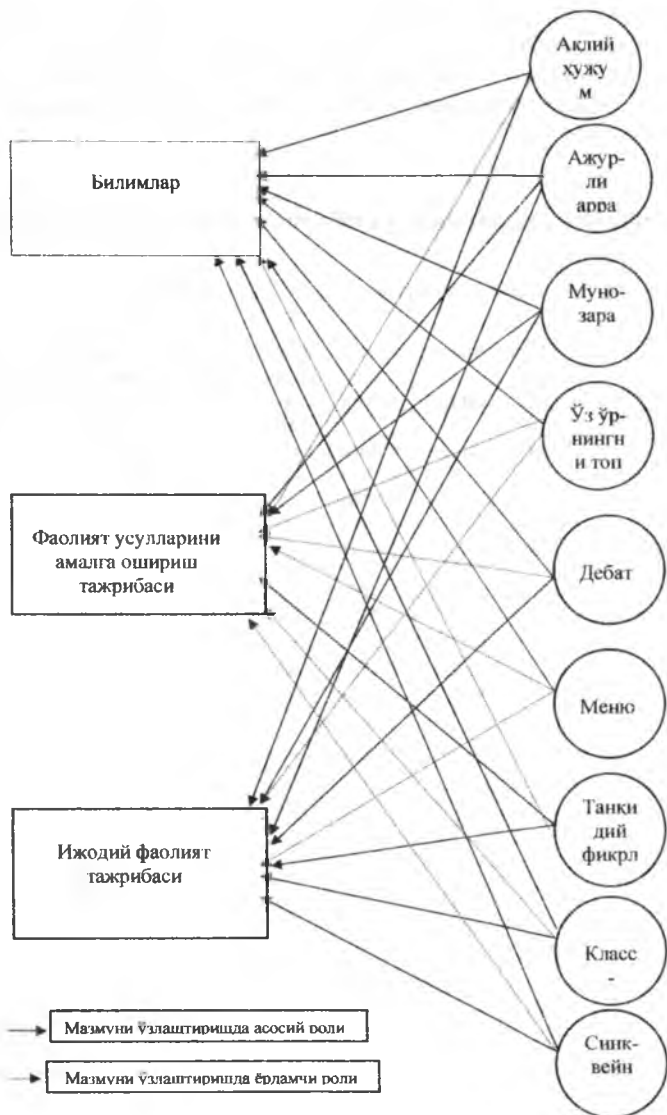 Ақлий
хужу
м
Билимлар
Ажур-
ли
арра
Муно-
зара
Ўз ўр-
нингн
и топ
Фаолият усулларини
амалга ошириш
тажрибаси
Дебат
Меню
Танқи
дий
фикрл
Ижодий фаолият
тажрибаси
Класс
-
Синк-
вейн
Мазмуни ўзлаштиришда асосий роли
Мазмуни ўзлаштиришда ёрдамчи роли